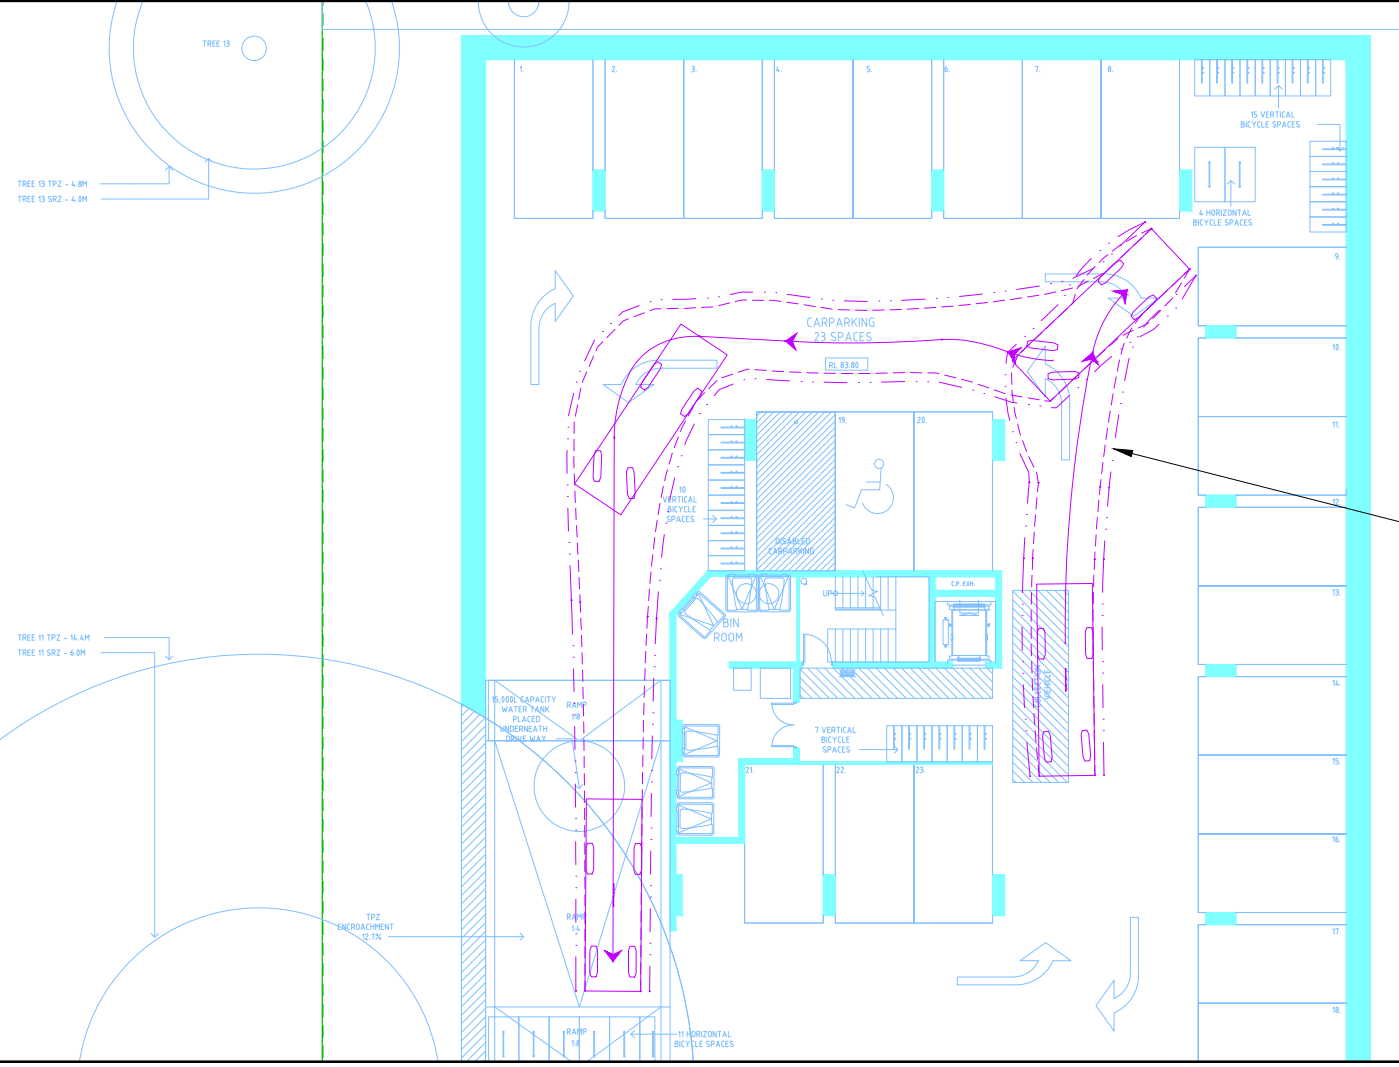 TREE 13
1.
2.
3.
4.
5.
6.
7.
8.
15 VERTICAL
BICYCLE SPACES
TREE 13 TPZ - 4.8M
TREE 13 SRZ - 4.0M
4 HORIZONTAL
BICYCLE SPACES
9.
CARPARKING
23 SPACES
RL 83.80
10.
11.
19.
20.
10
VERTICAL
BICYCLE
SPACES
12.
DISABLED
CARPARKING
UP
C.P. EXH.
13.
BIN
ROOM
TREE 11 TPZ - 14.4M
TREE 11 SRZ - 6.0M
14.
15,000L CAPACITY
WATER TANK
PLACED
UNDERNEATH
DRIVE WAY
RAMP
1:8
7 VERTICAL
BICYCLE
SPACES
15.
21.
22.
23.
16.
TPZ
ENCROACHMENT
12.7%
RAMP
1:4
17.
18.
RAMP
1:8
11 HORIZONTAL
BICYCLE SPACES